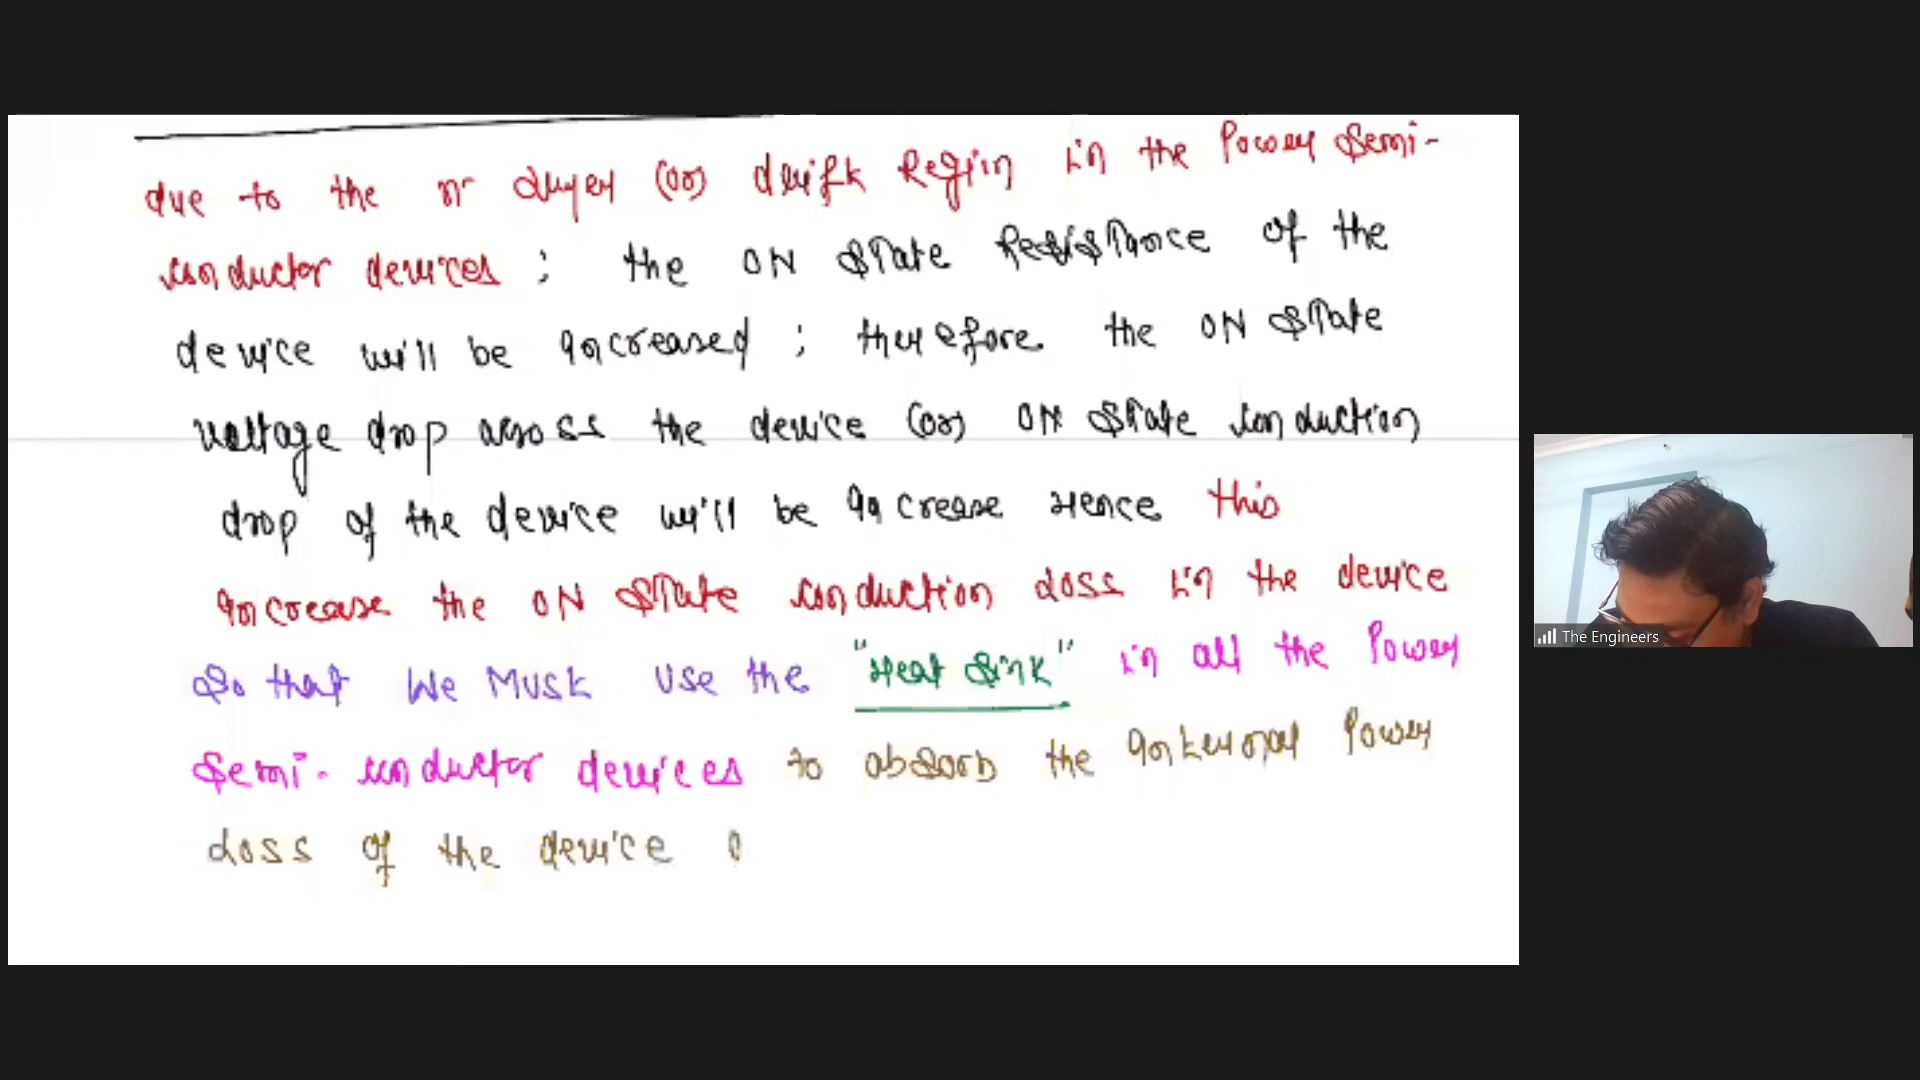 due to the n⁻ layer (or) drift Region in the Power Semi-
conductor devices ; the ON State Resistance of the
device will be increased ; therefore the ON State
voltage drop across the device (or) ON State conduction
drop of the device will be increase Hence this
increase the ON State conduction Loss in the device
So that We Must Use the "Heat Sink" in all the Power
Semi-conductor devices to absorb the internal Power
Loss of the device
The Engineers